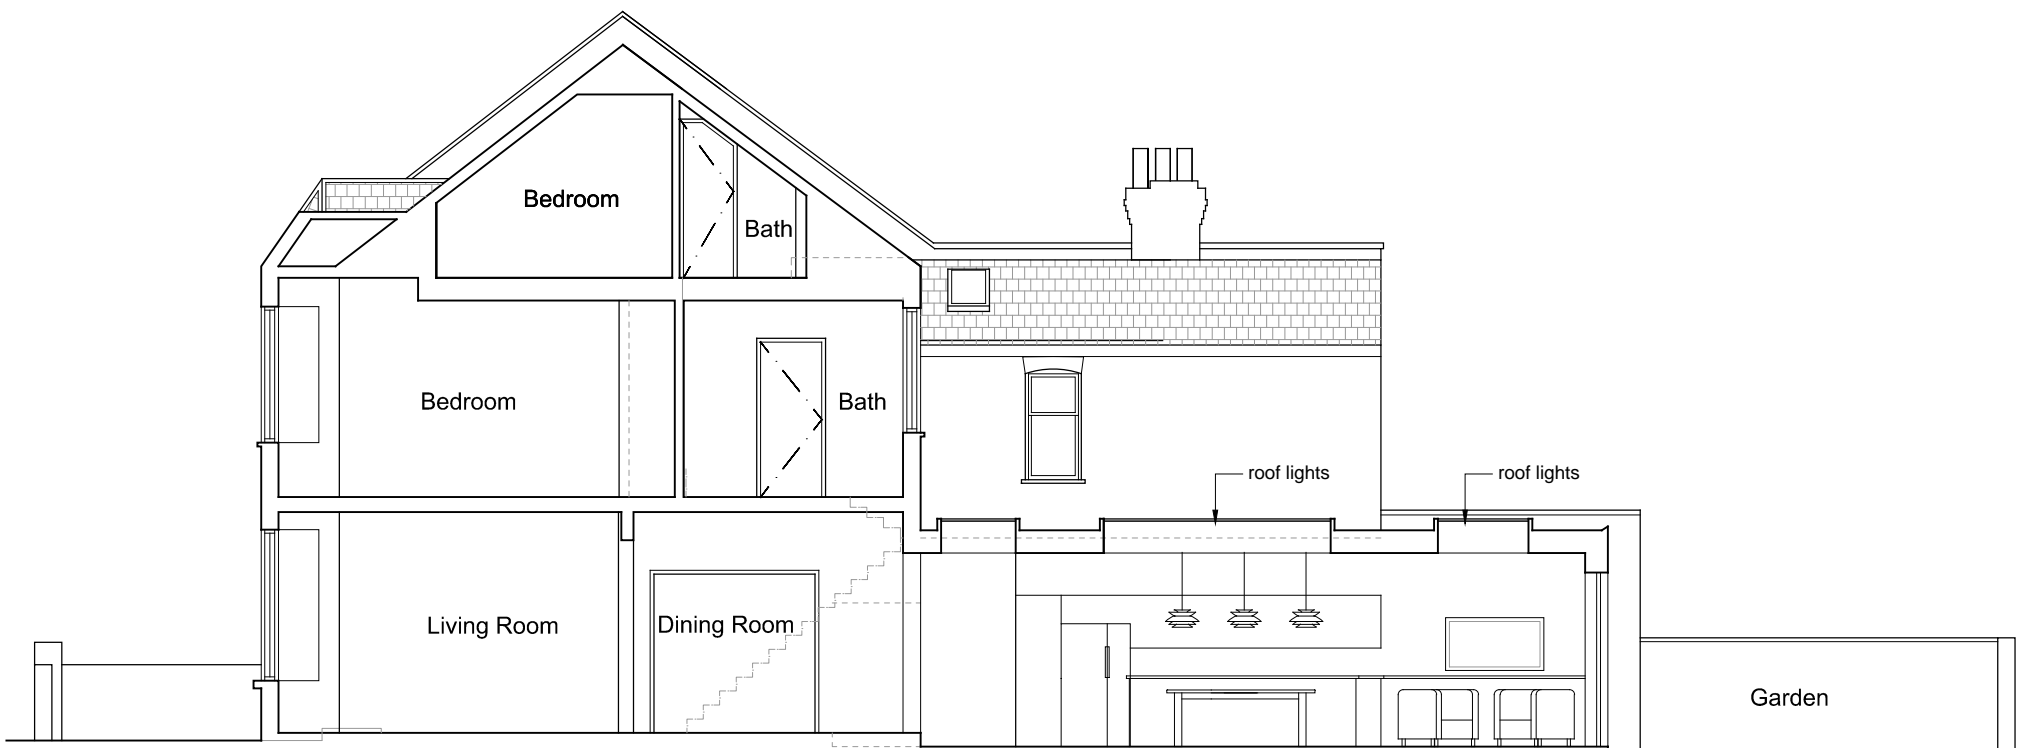 Bedroom
Bath
Bedroom
Bath
roof lights
roof lights
Living Room
Dining Room
Garden